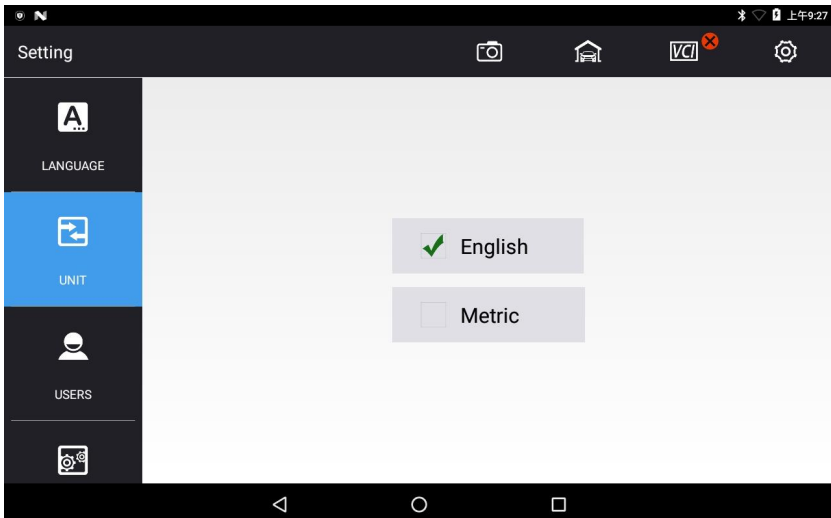 上午9:27
Setting
VCI
A...
LANGUAGE
UNIT
USERS
English
Metric